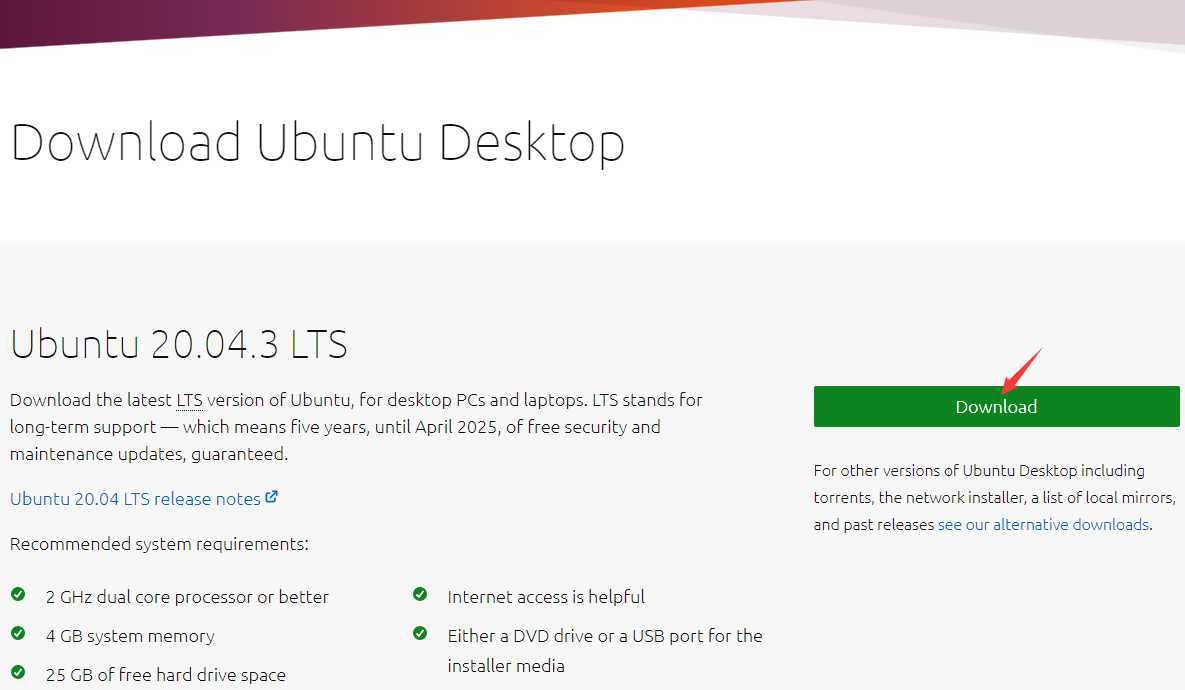 Download Ubuntu Desktop
Ubuntu 20.04.3 LTS
Download the latest LTS version of Ubuntu, for desktop PCs and laptops. LTS stands for
long-term support — which means five years, until April 2025, of free security and
maintenance updates, guaranteed.
Ubuntu 20.04 LTS release notes
Recommended system requirements:
2 GHz dual core processor or better
4 GB system memory
25 GB of free hard drive space
Internet access is helpful
Either a DVD drive or a USB port for the
installer media
Download
For other versions of Ubuntu Desktop including
torrents, the network installer, a list of local mirrors,
and past releases see our alternative downloads.